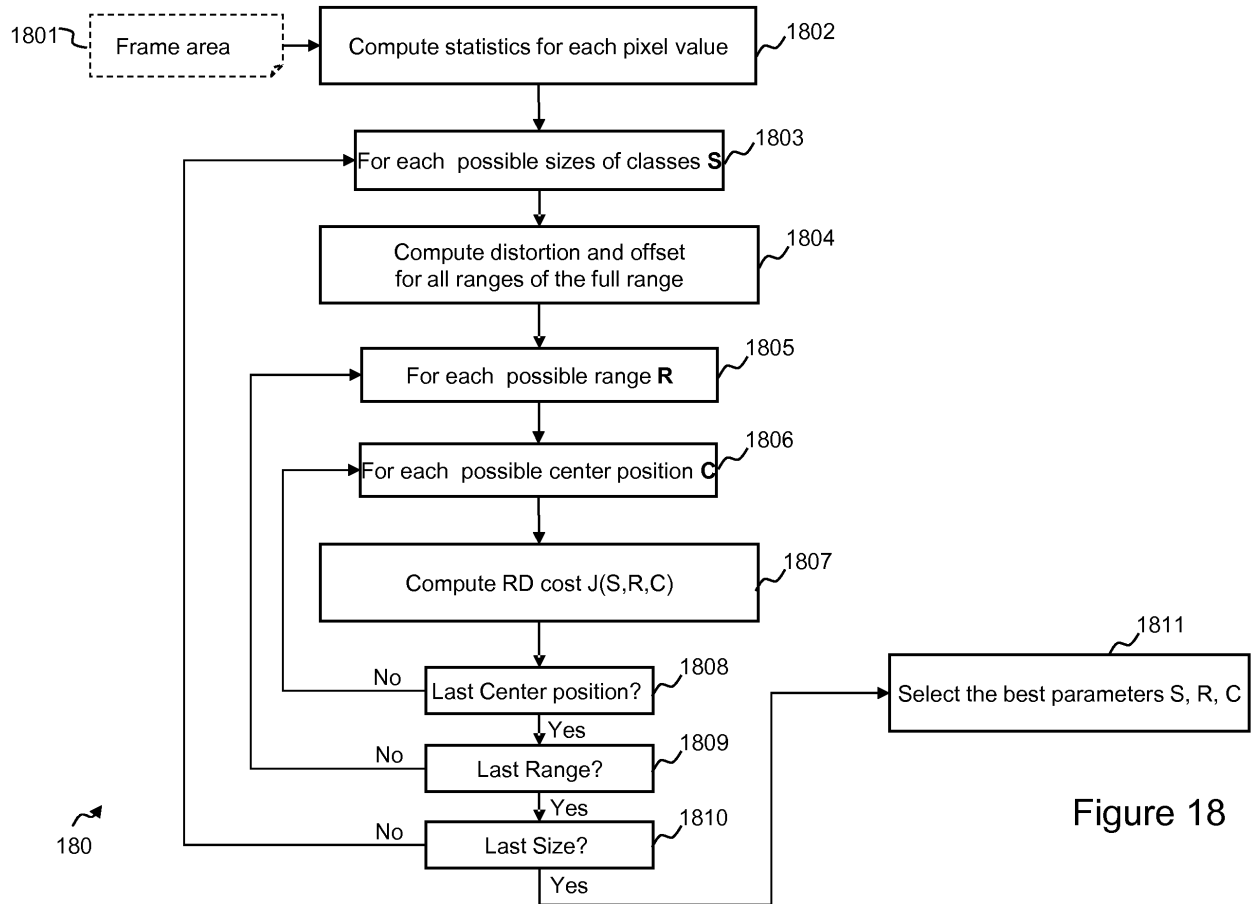 1801
Frame area
Compute statistics for each pixel value
1802
For each possible sizes of classes S
1803
Compute distortion and offset
for all ranges of the full range
1804
For each possible range R
1805
For each possible center position C
1806
Compute RD cost J(S,R,C)
1807
Last Center position?
1808
No
Yes
Last Range?
1809
No
Yes
Last Size?
1810
No
Yes
1811
Select the best parameters S, R, C
180
Figure 18